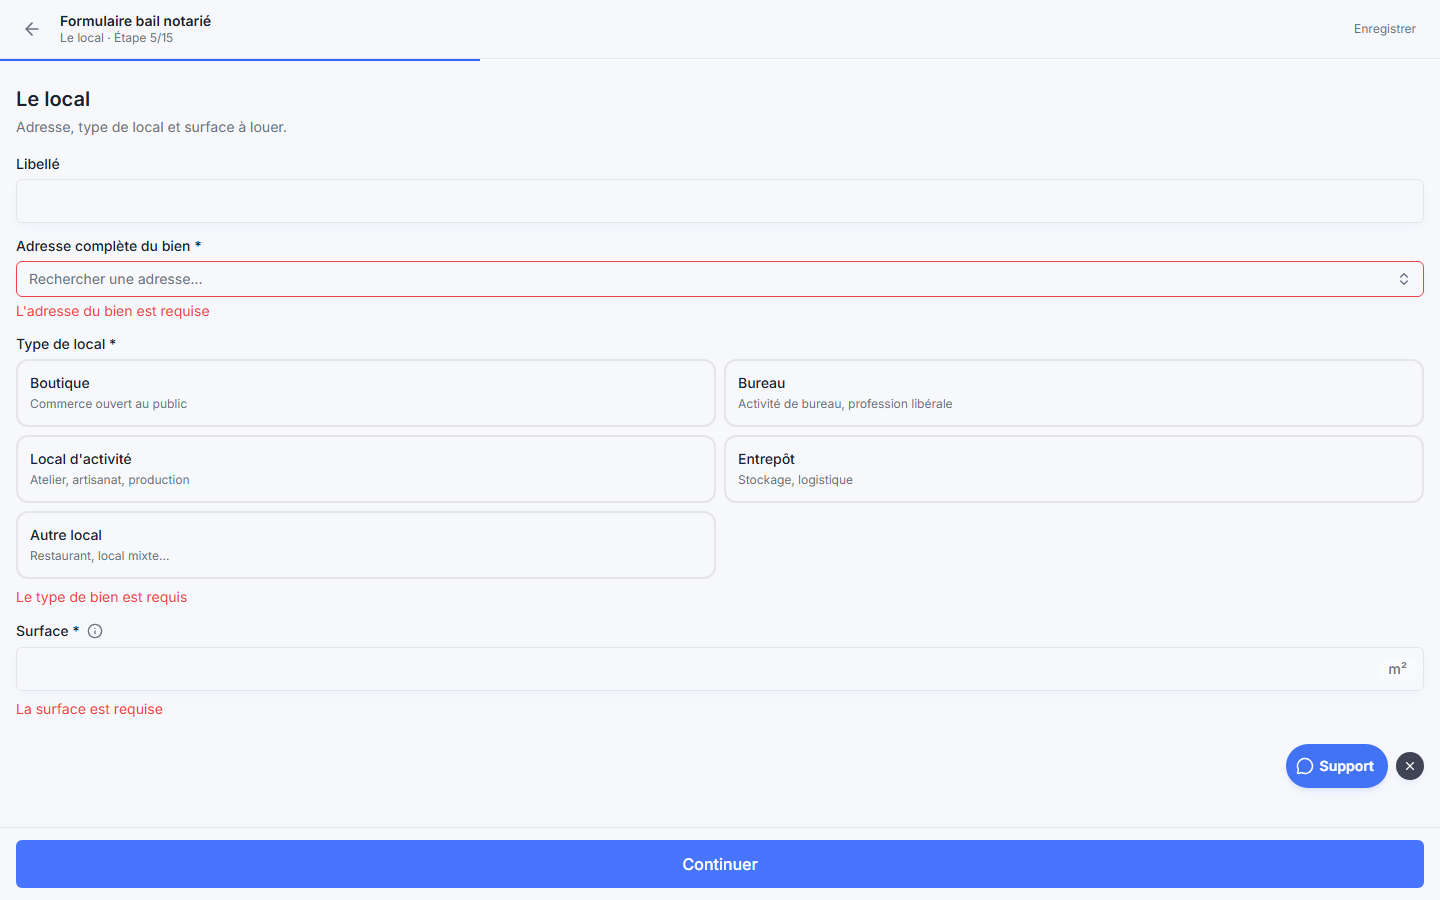 Formulaire bail notarié
Le local · Étape 5/15
Enregistrer
Le local
Adresse, type de local et surface à louer.
Libellé
Adresse complète du bien *
Rechercher une adresse...
L'adresse du bien est requise
Type de local *
Boutique
Commerce ouvert au public
Bureau
Activité de bureau, profession libérale
Local d'activité
Atelier, artisanat, production
Entrepôt
Stockage, logistique
Autre local
Restaurant, local mixte...
Le type de bien est requis
Surface *
m²
La surface est requise
Support
Continuer